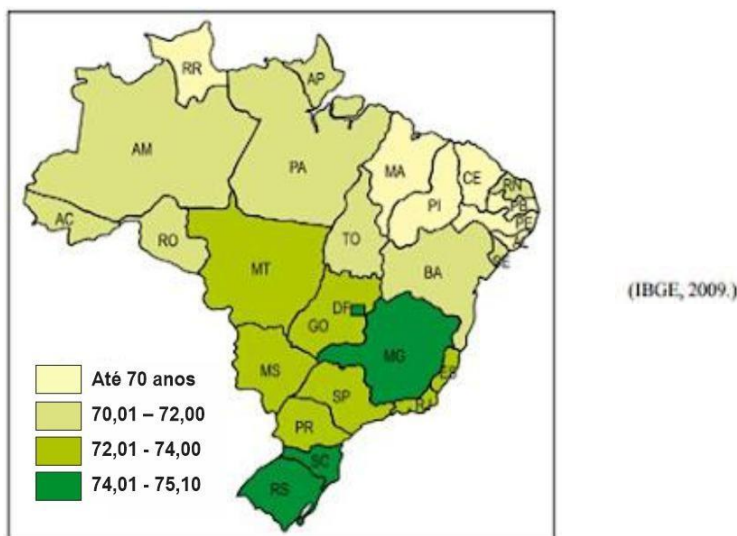 RR
AP
AM
PA
MA
CE
RN
PB
PE
AL
SE
PI
AC
RO
TO
BA
MT
DF
GO
MG
ES
MS
SP
RJ
PR
SC
RS
Até 70 anos
70,01 – 72,00
72,01 - 74,00
74,01 - 75,10
(IBGE, 2009.)